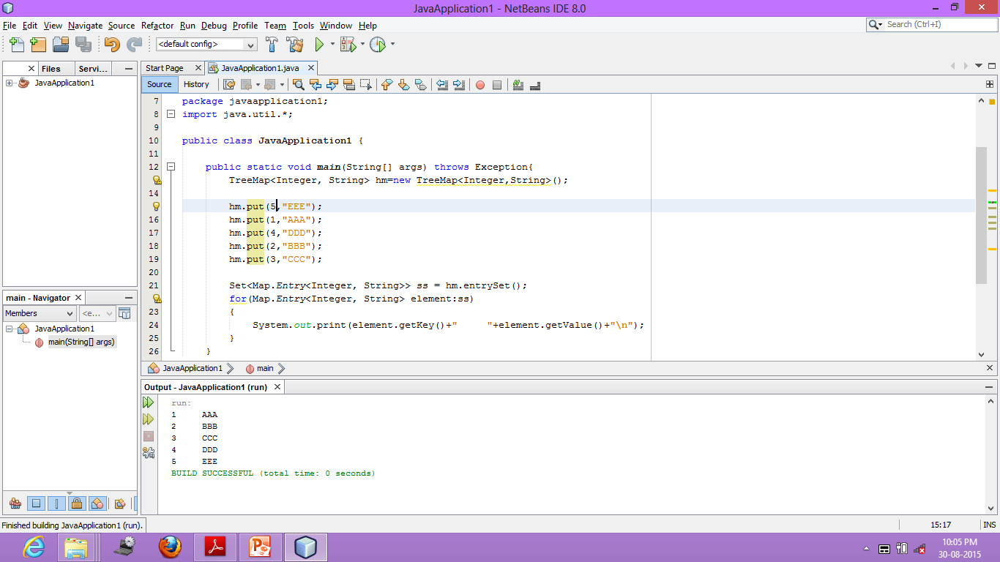 JavaApplication1 - NetBeans IDE 8.0
File Edit View Navigate Source Refactor Run Debug Profile Team Tools Window Help
Search (Ctrl+I)
<default config>
Files Servi...
JavaApplication1
Start Page JavaApplication1.java
Source History
7 package javaapplication1;
8 import java.util.*;
9
10 public class JavaApplication1 {
11
12 public static void main(String[] args) throws Exception{
TreeMap<Integer, String> hm=new TreeMap<Integer,String>();
14
hm.put(5,"EEE");
16 hm.put(1,"AAA");
17 hm.put(4,"DDD");
18 hm.put(2,"BBB");
19 hm.put(3,"CCC");
20
21 Set<Map.Entry<Integer, String>> ss = hm.entrySet();
for(Map.Entry<Integer, String> element:ss)
23 {
24 System.out.print(element.getKey()+"     "+element.getValue()+"\n");
25 }
26 }
JavaApplication1 main
main - Navigator
Members <e...
JavaApplication1
main(String[] args)
Output - JavaApplication1 (run)
run:
1 AAA
2 BBB
3 CCC
4 DDD
5 EEE
BUILD SUCCESSFUL (total time: 0 seconds)
Finished building JavaApplication1 (run).
15:17 INS
10:05 PM
30-08-2015